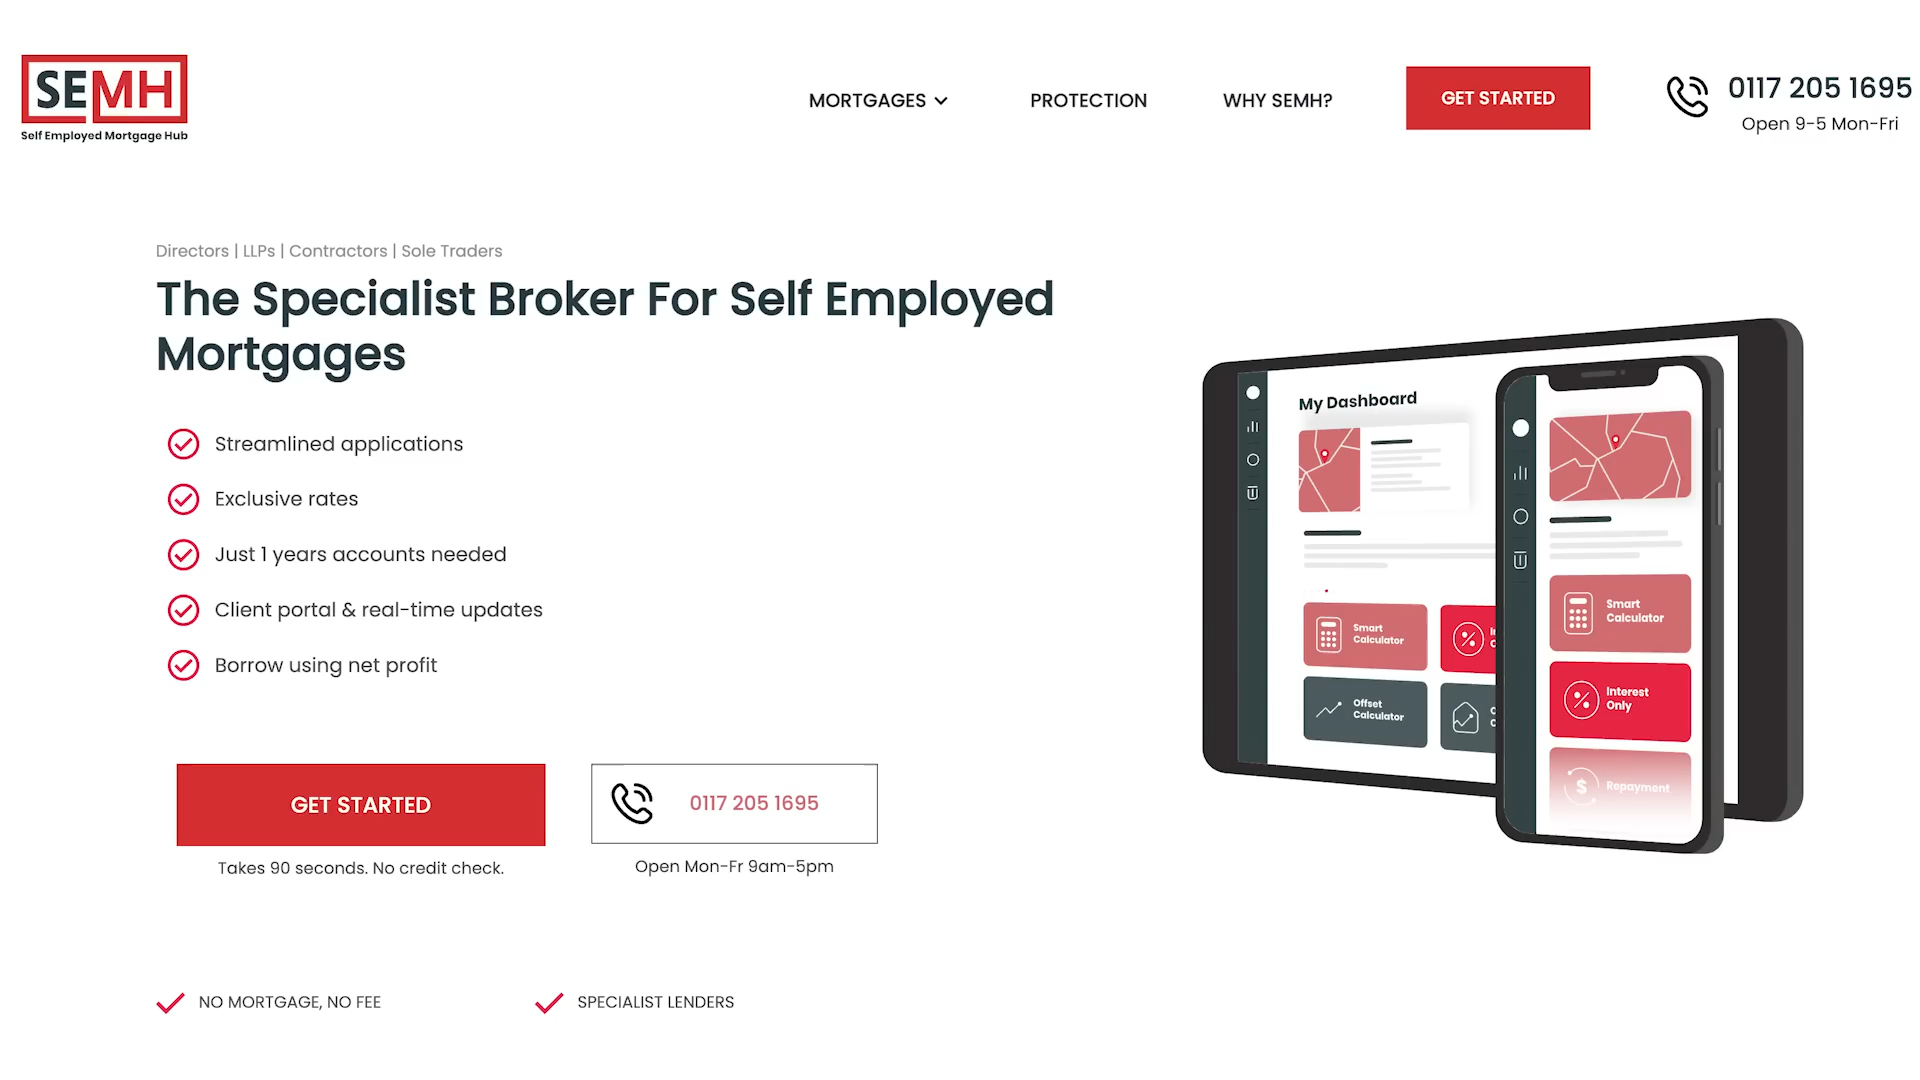 SEMH
Self Employed Mortgage Hub
MORTGAGES
PROTECTION
WHY SEMH?
GET STARTED
0117 205 1695
Open 9-5 Mon-Fri
Directors | LLPs | Contractors | Sole Traders
The Specialist Broker For Self Employed
Mortgages
Streamlined applications
Exclusive rates
Just 1 years accounts needed
Client portal & real-time updates
Borrow using net profit
GET STARTED
0117 205 1695
Takes 90 seconds. No credit check.
Open Mon-Fr 9am-5pm
NO MORTGAGE, NO FEE
SPECIALIST LENDERS
My Dashboard
Smart
Calculator
Offset
Calculator
Smart
Calculator
Interest
Only
Repayment